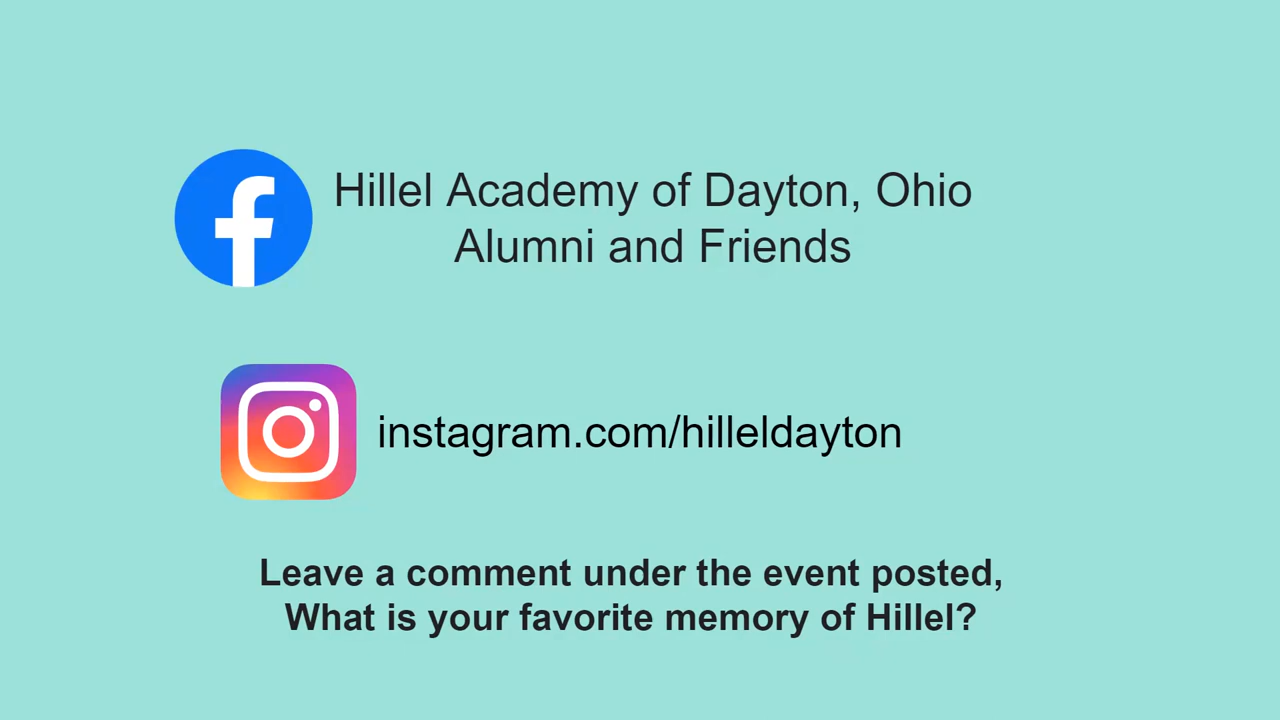 Hillel Academy of Dayton, Ohio
Alumni and Friends
instagram.com/hilleldayton
Leave a comment under the event posted,
What is your favorite memory of Hillel?